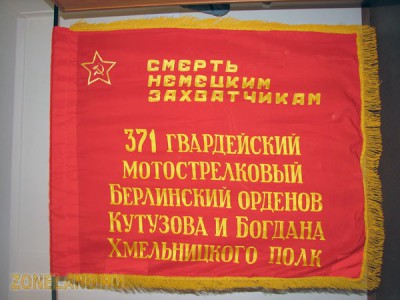 СМЕРТЬ
НЕМЕЦКИМ
ЗАХВАТЧИКАМ
371 ГВАРДЕЙСКИЙ
МОТОСТРЕЛКОВЫЙ
БЕРЛИНСКИЙ ОРДЕНОВ
КУТУЗОВА И БОГДАНА
ХМЕЛЬНИЦКОГО ПОЛК